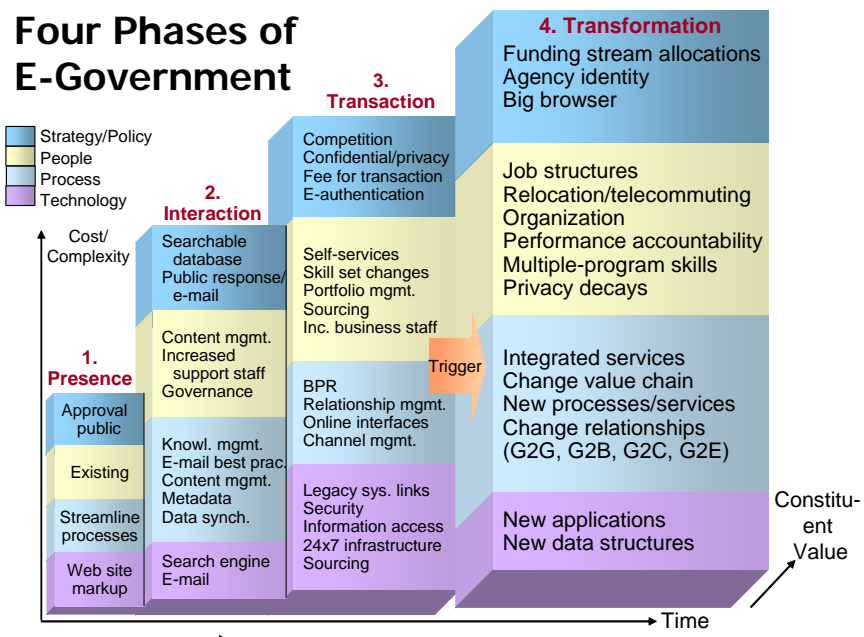 Four Phases of
E-Government
Strategy/Policy
People
Process
Technology
Cost/
Complexity
1.
Presence
Approval
public
Existing
Streamline
processes
Web site
markup
2.
Interaction
Searchable
database
Public response/
e-mail
Content mgmt.
Increased
support staff
Governance
Knowl. mgmt.
E-mail best prac.
Content mgmt.
Metadata
Data synch.
Search engine
E-mail
3.
Transaction
Competition
Confidential/privacy
Fee for transaction
E-authentication
Self-services
Skill set changes
Portfolio mgmt.
Sourcing
Inc. business staff
BPR
Relationship mgmt.
Online interfaces
Channel mgmt.
Legacy sys. links
Security
Information access
24x7 infrastructure
Sourcing
Trigger
4. Transformation
Funding stream allocations
Agency identity
Big browser
Job structures
Relocation/telecommuting
Organization
Performance accountability
Multiple-program skills
Privacy decays
Integrated services
Change value chain
New processes/services
Change relationships
(G2G, G2B, G2C, G2E)
New applications
New data structures
Constitu-
ent
Value
Time